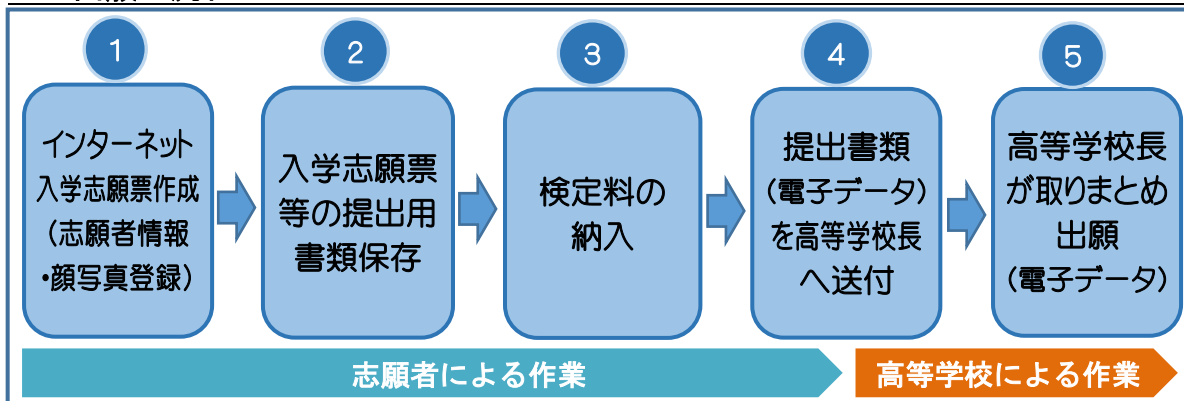 1
インターネット
入学志願票作成
(志願者情報
・顔写真登録)
2
入学志願票
等の提出用
書類保存
3
検定料の
納入
4
提出書類
(電子データ)
を高等学校長
へ送付
5
高等学校長
が取りまとめ
出願
(電子データ)
志願者による作業
高等学校による作業